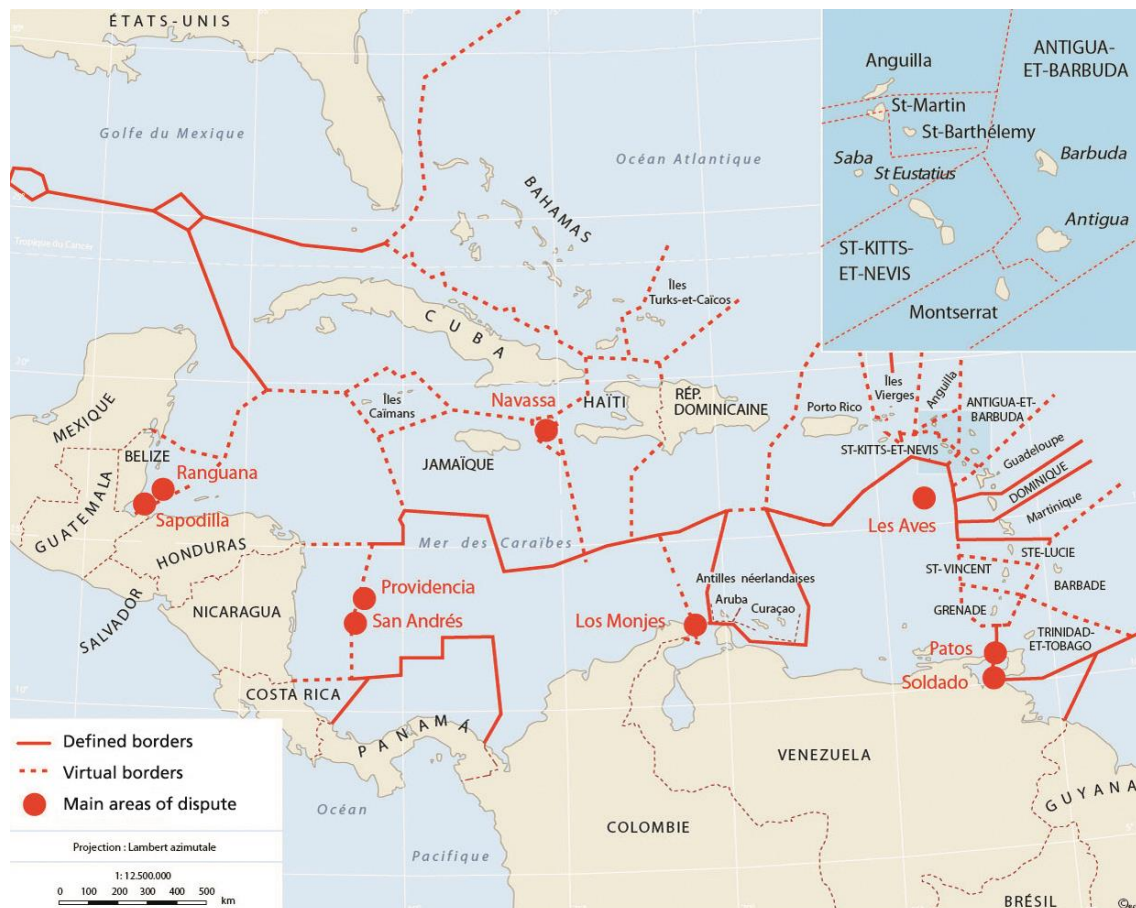 ÉTATS-UNIS
Golfe du Mexique
Océan Atlantique
Tropique du Cancer
BAHAMAS
Îles
Turks-et-Caïcos
CUBA
20°
Îles
Caïmans
Navassa
HAÏTI
RÉP.
DOMINICAINE
Porto Rico
Îles
Vierges
Anguilla
ANTIGUA-ET-
BARBUDA
ST-KITTS-ET-NEVIS
Guadeloupe
DOMINIQUE
Martinique
MEXIQUE
BELIZE
JAMAÏQUE
Ranguana
Sapodilla
GUATEMALA
HONDURAS
Mer des Caraïbes
Les Aves
STE-LUCIE
ST-VINCENT
BARBADE
GRENADE
SALVADOR
NICARAGUA
Providencia
San Andrés
Antilles néerlandaises
Aruba
Curaçao
Los Monjes
TRINIDAD-
ET-TOBAGO
Patos
Soldado
10°
COSTA RICA
PANAMÁ
VENEZUELA
GUYANA
COLOMBIE
BRÉSIL
Océan
Pacifique
Anguilla
ANTIGUA-
ET-BARBUDA
St-Martin
St-Barthélemy
Saba
St Eustatius
Barbuda
Antigua
ST-KITTS-
ET-NEVIS
Montserrat
Defined borders
Virtual borders
Main areas of dispute
Projection : Lambert azimutale
1: 12.500.000
0 100 200 300 400 500 km